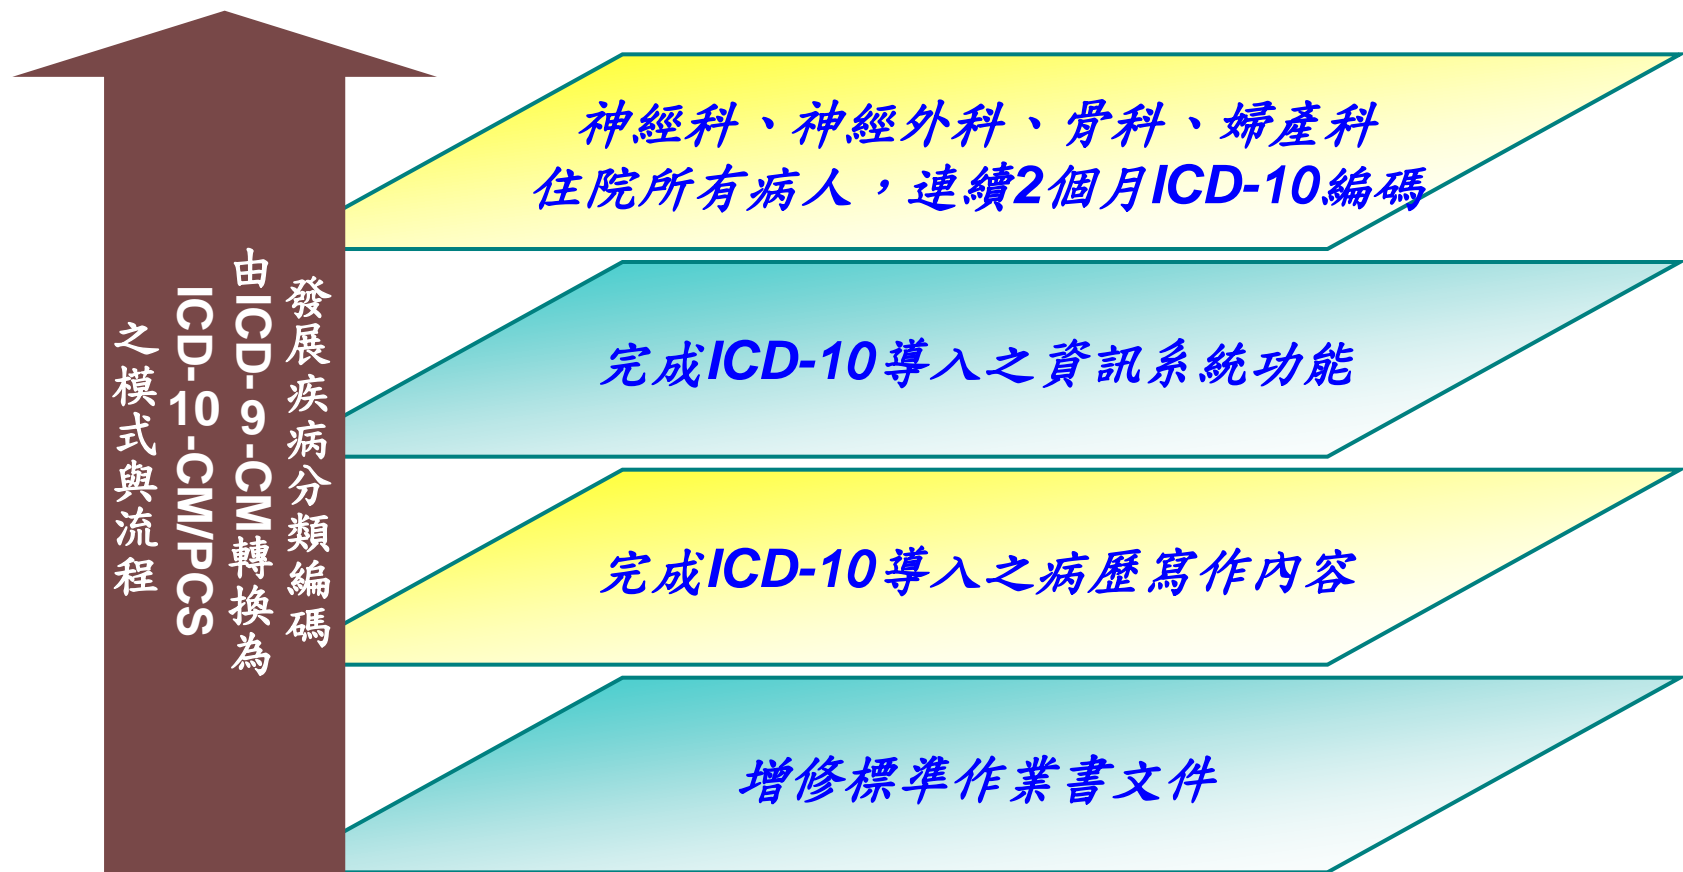 發展疾病分類編碼
由ICD-9-CM轉換為
ICD-10-CM/PCS
之模式與流程
神經科、神經外科、骨科、婦產科
住院所有病人，連續2個月ICD-10編碼
完成ICD-10導入之資訊系統功能
完成ICD-10導入之病歷寫作內容
增修標準作業書文件